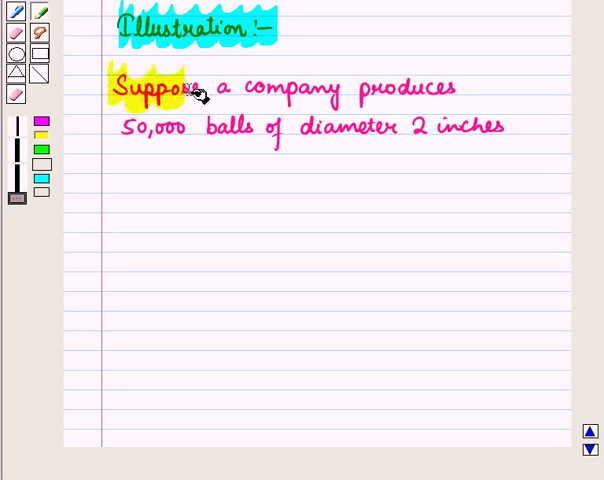 Illustration :-
Suppose a company produces
50,000 balls of diameter 2 inches